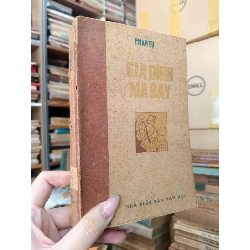 PHAN TỨ
GIA ĐÌNH
MÁ BẢY
NHÀ XUẤT BẢN VĂN HỌC
DELL